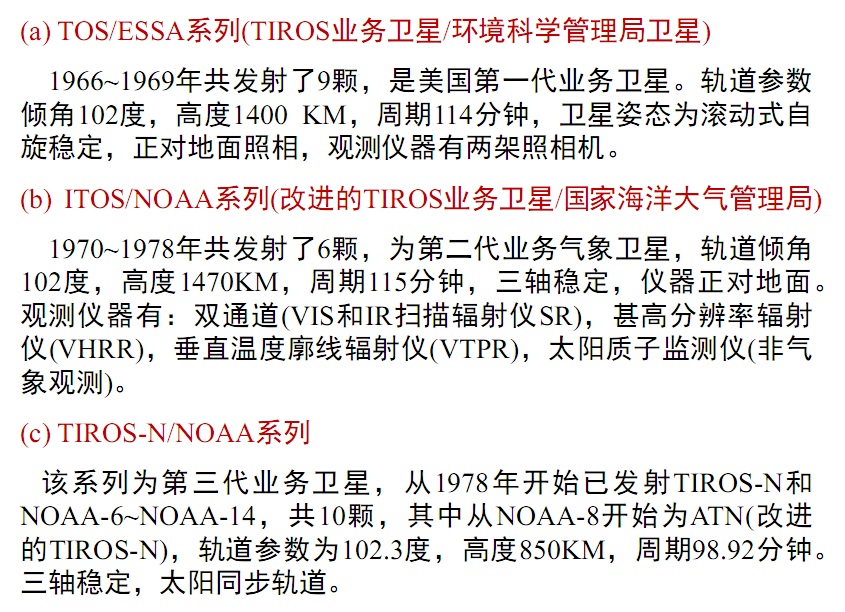 (a) TOS/ESSA系列(TIROS业务卫星/环境科学管理局卫星)
1966~1969年共发射了9颗，是美国第一代业务卫星。轨道参数
倾角102度，高度1400 KM，周期114分钟，卫星姿态为滚动式自
旋稳定，正对地面照相，观测仪器有两架照相机。
(b) ITOS/NOAA系列(改进的TIROS业务卫星/国家海洋大气管理局)
1970~1978年共发射了6颗，为第二代业务气象卫星，轨道倾角
102度，高度1470KM，周期115分钟，三轴稳定，仪器正对地面。
观测仪器有：双通道(VIS和IR扫描辐射仪SR)，甚高分辨率辐射
仪(VHRR)，垂直温度廓线辐射仪(VTPR)，太阳质子监测仪(非气
象观测)。
(c) TIROS-N/NOAA系列
该系列为第三代业务卫星，从1978年开始已发射TIROS-N和
NOAA-6~NOAA-14，共10颗，其中从NOAA-8开始为ATN(改进
的TIROS-N)，轨道参数为102.3度，高度850KM，周期98.92分钟。
三轴稳定，太阳同步轨道。